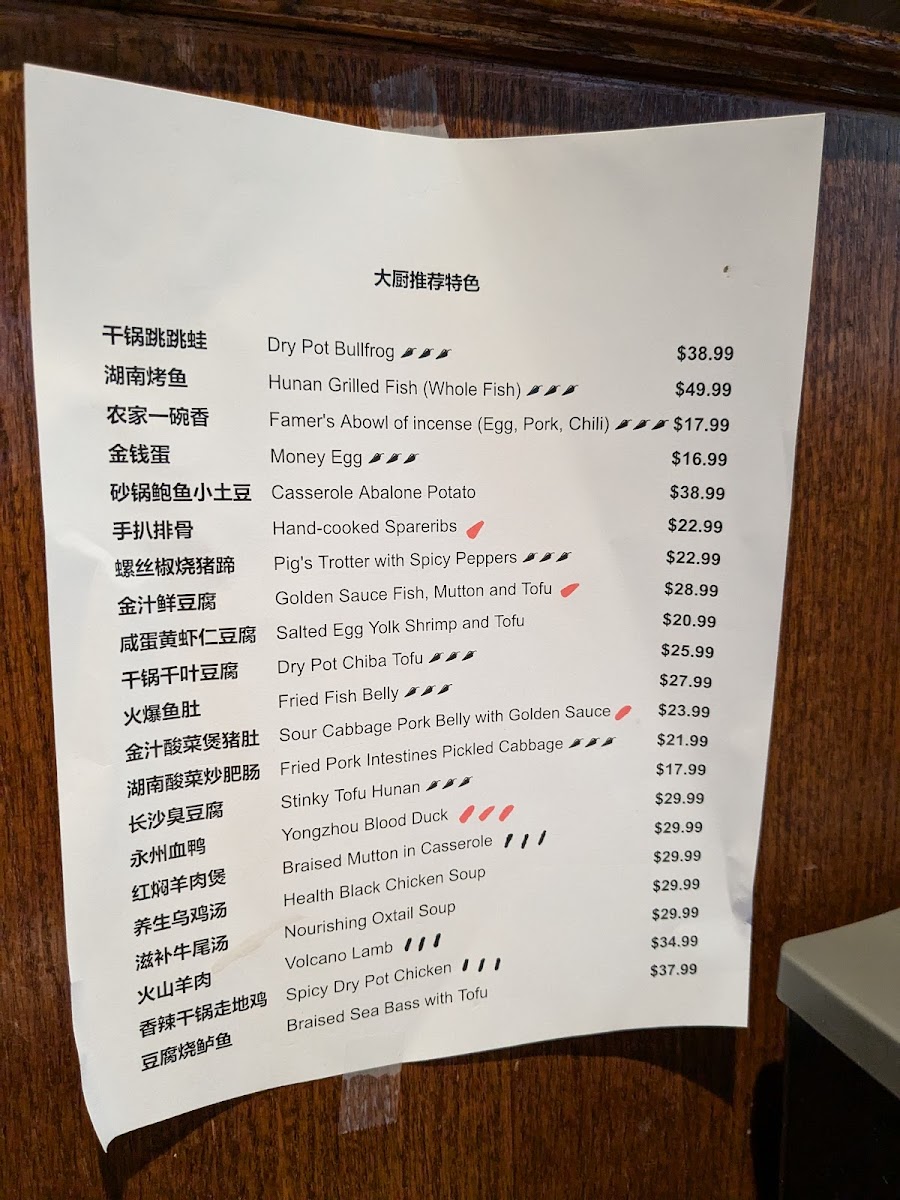 大厨推荐特色
干锅跳跳蛙 Dry Pot Bullfrog $38.99
湖南烤鱼 Hunan Grilled Fish (Whole Fish) $49.99
农家一碗香 Famer's Abowl of incense (Egg, Pork, Chili) $17.99
金钱蛋 Money Egg $16.99
砂锅鲍鱼小土豆 Casserole Abalone Potato $38.99
手扒排骨 Hand-cooked Spareribs $22.99
螺丝椒烧猪蹄 Pig's Trotter with Spicy Peppers $22.99
金汁鲜豆腐 Golden Sauce Fish, Mutton and Tofu $28.99
咸蛋黄虾仁豆腐 Salted Egg Yolk Shrimp and Tofu $20.99
干锅千叶豆腐 Dry Pot Chiba Tofu $25.99
火爆鱼肚 Fried Fish Belly $27.99
金汁酸菜煲猪肚 Sour Cabbage Pork Belly with Golden Sauce $23.99
湖南酸菜炒肥肠 Fried Pork Intestines Pickled Cabbage $21.99
长沙臭豆腐 Stinky Tofu Hunan $17.99
永州血鸭 Yongzhou Blood Duck $29.99
红焖羊肉煲 Braised Mutton in Casserole $29.99
养生乌鸡汤 Health Black Chicken Soup $29.99
滋补牛尾汤 Nourishing Oxtail Soup $29.99
火山羊肉 Volcano Lamb $29.99
香辣干锅走地鸡 Spicy Dry Pot Chicken $34.99
豆腐烧鲈鱼 Braised Sea Bass with Tofu $37.99